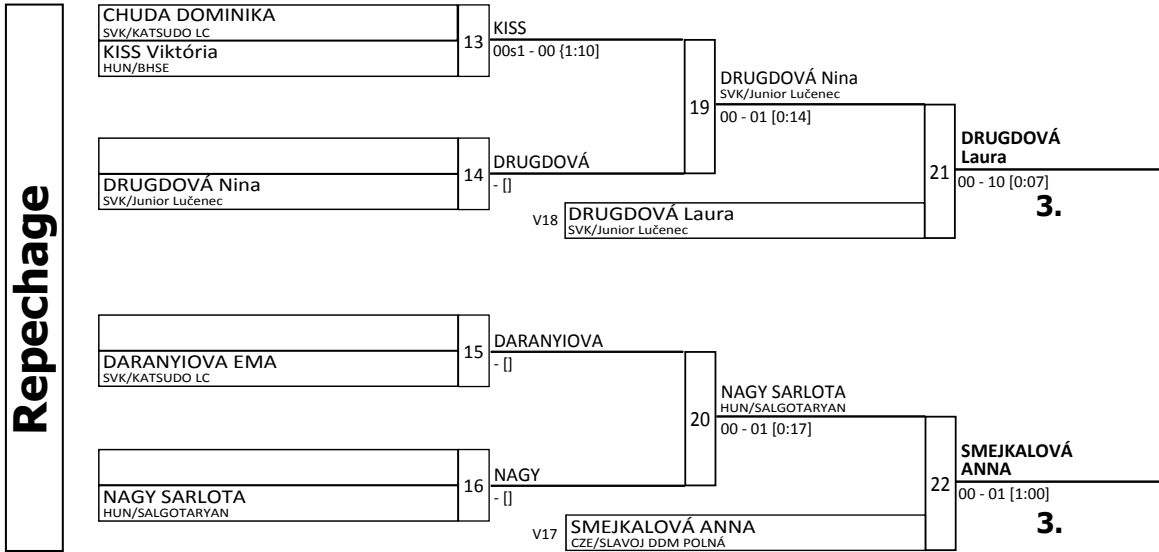 Repechage
CHUDA DOMINIKA
SVK/KATSUDO LC
KISS Viktória
HUN/BHSE
13
KISS
00s1 - 00 {1:10]
19
DRUGDOVÁ Nina
SVK/Junior Lučenec
00 - 01 [0:14]
DRUGDOVÁ Nina
SVK/Junior Lučenec
14
DRUGDOVÁ
- []
V18
DRUGDOVÁ Laura
SVK/Junior Lučenec
21
DRUGDOVÁ
Laura
00 - 10 [0:07]
3.
DARANYIOVA EMA
SVK/KATSUDO LC
15
DARANYIOVA
- []
20
NAGY SARLOTA
HUN/SALGOTARYAN
00 - 01 [0:17]
NAGY SARLOTA
HUN/SALGOTARYAN
16
NAGY
- []
V17
SMEJKALOVÁ ANNA
CZE/SLAVOJ DDM POLNÁ
22
SMEJKALOVÁ
ANNA
00 - 01 [1:00]
3.